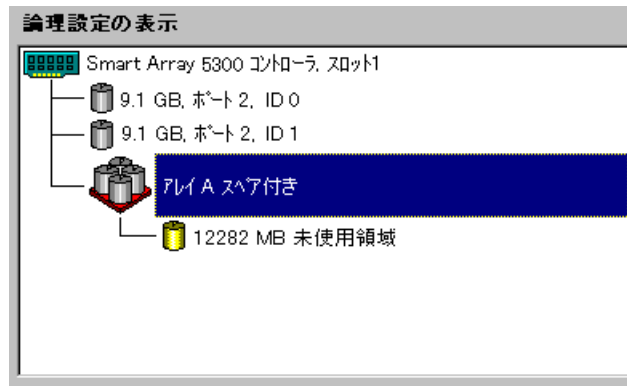 論理設定の表示
Smart Array 5300 ｺﾝﾄﾛｰﾗ, ｽﾛｯﾄ1
9.1 GB, ﾎﾟｰﾄ 2, ID 0
9.1 GB, ﾎﾟｰﾄ 2, ID 1
ｱﾚｲ A ｽﾍﾟｱ付き
12282 MB 未使用領域